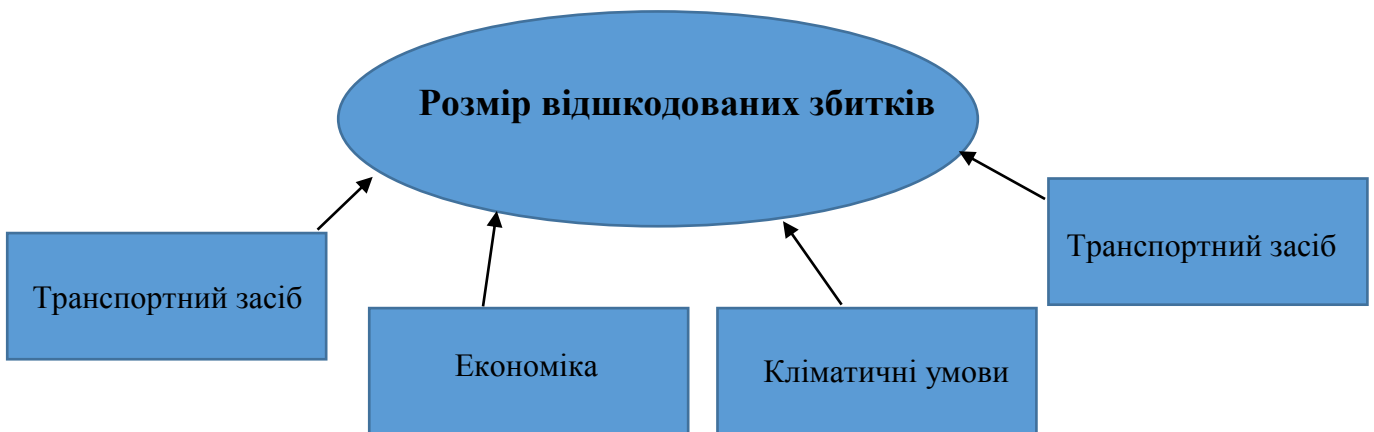 Розмір відшкодованих збитків
Транспортний засіб
Економіка
Кліматичні умови
Транспортний засіб